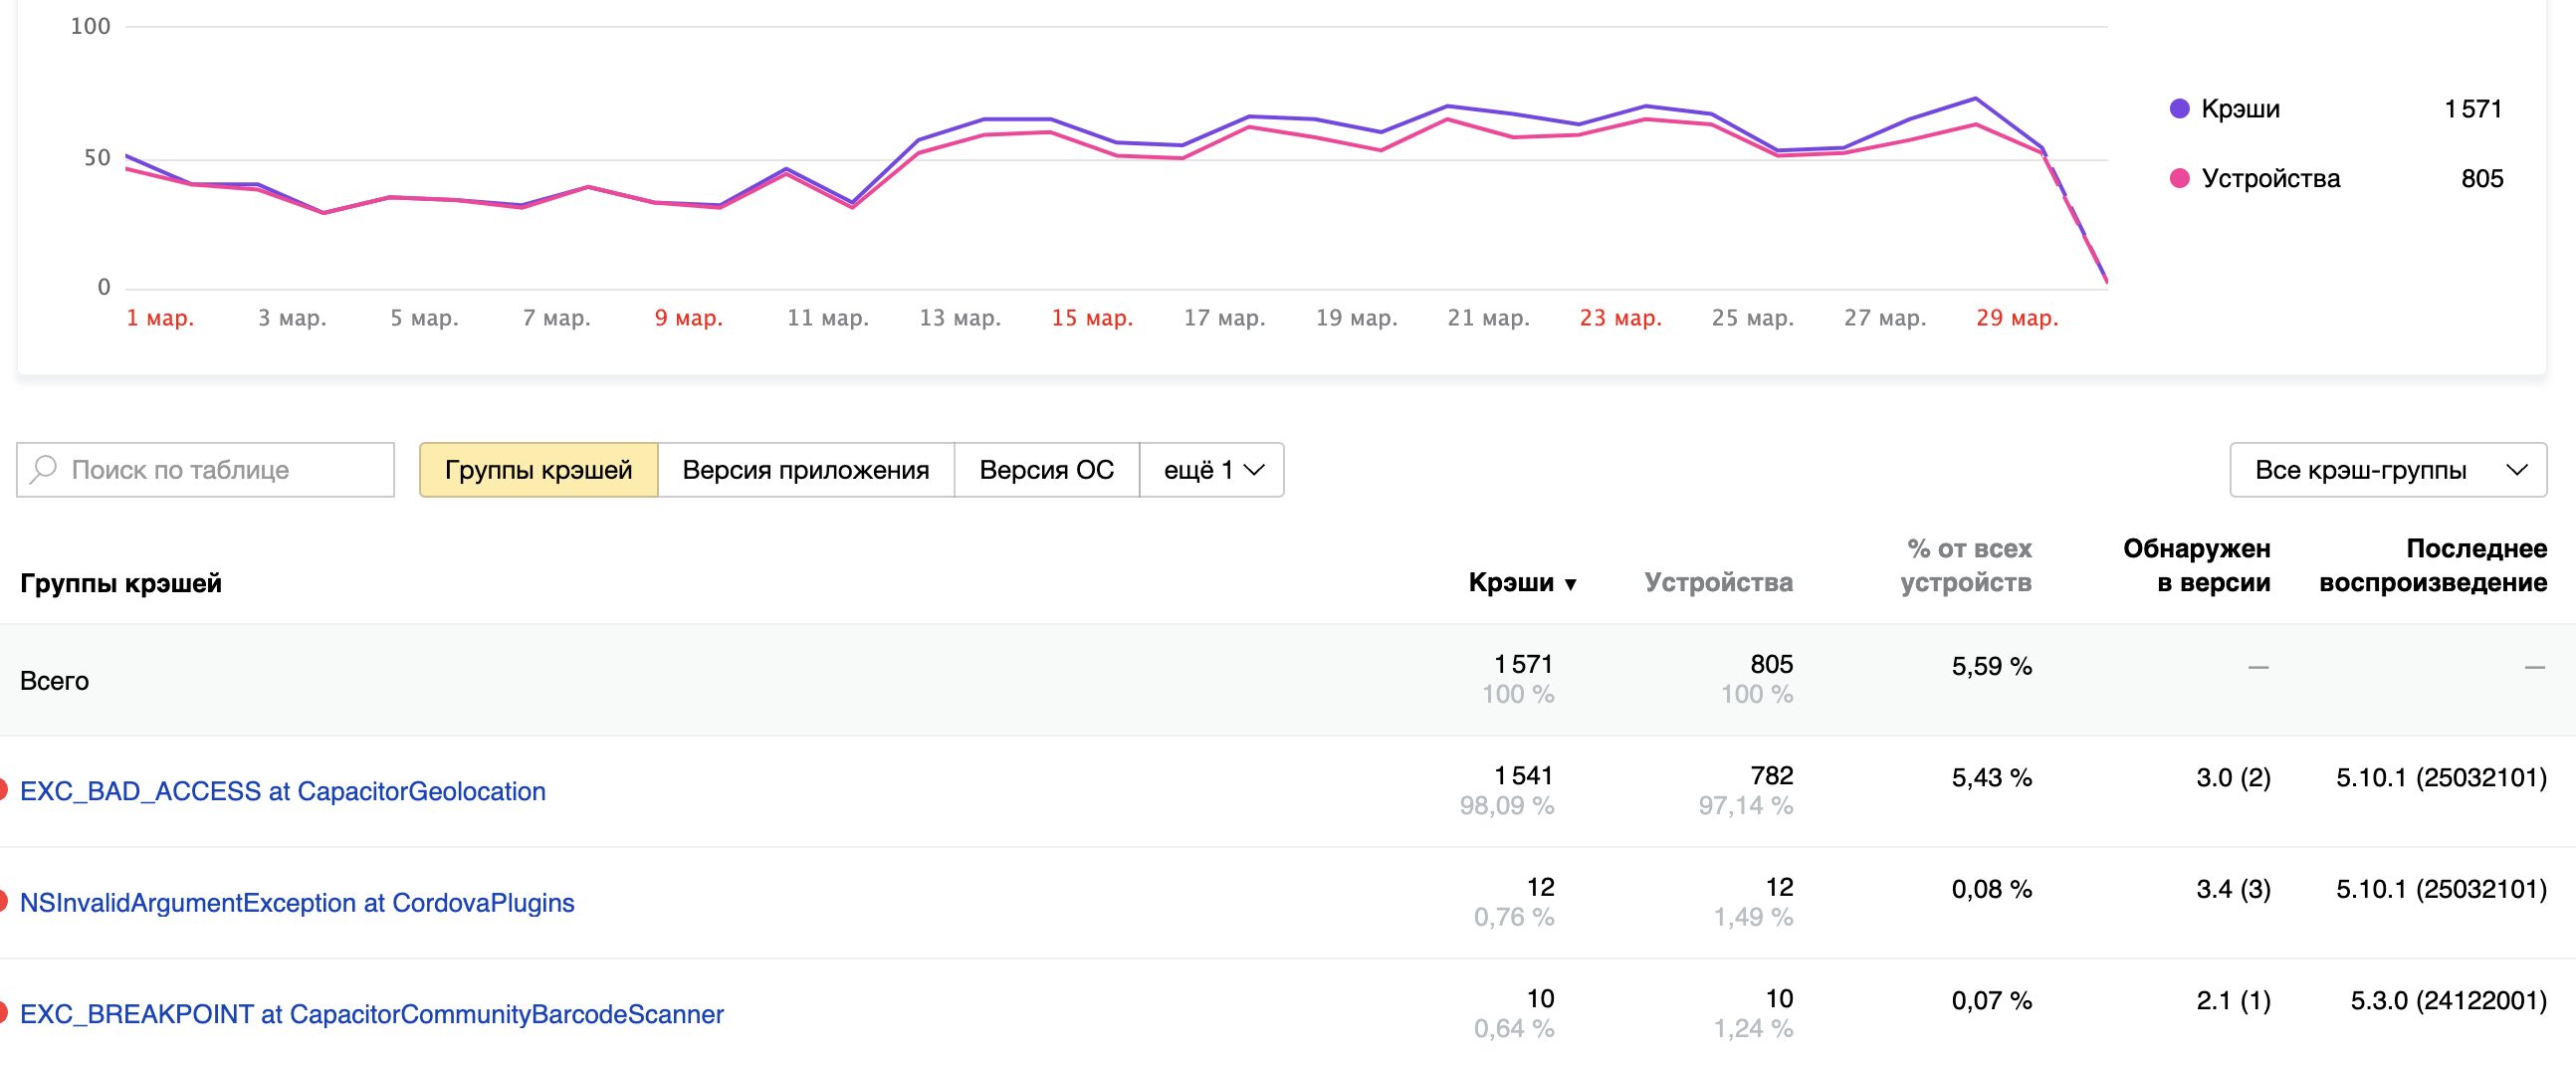 100
Крэши 1 571
50
Устройства 805
0
1 мар. 3 мар. 5 мар. 7 мар. 9 мар. 11 мар. 13 мар. 15 мар. 17 мар. 19 мар. 21 мар. 23 мар. 25 мар. 27 мар. 29 мар.
Поиск по таблице Группы крэшей Версия приложения Версия ОС ещё 1 Все крэш-группы
% от всех Обнаружен Последнее
Группы крэшей Крэши ▼ Устройства устройств в версии воспроизведение
Всего 1 571 805 5,59 % — —
100 % 100 %
EXC_BAD_ACCESS at CapacitorGeolocation 1 541 782 5,43 % 3.0 (2) 5.10.1 (25032101)
98,09 % 97,14 %
NSInvalidArgumentException at CordovaPlugins 12 12 0,08 % 3.4 (3) 5.10.1 (25032101)
0,76 % 1,49 %
EXC_BREAKPOINT at CapacitorCommunityBarcodeScanner 10 10 0,07 % 2.1 (1) 5.3.0 (24122001)
0,64 % 1,24 %